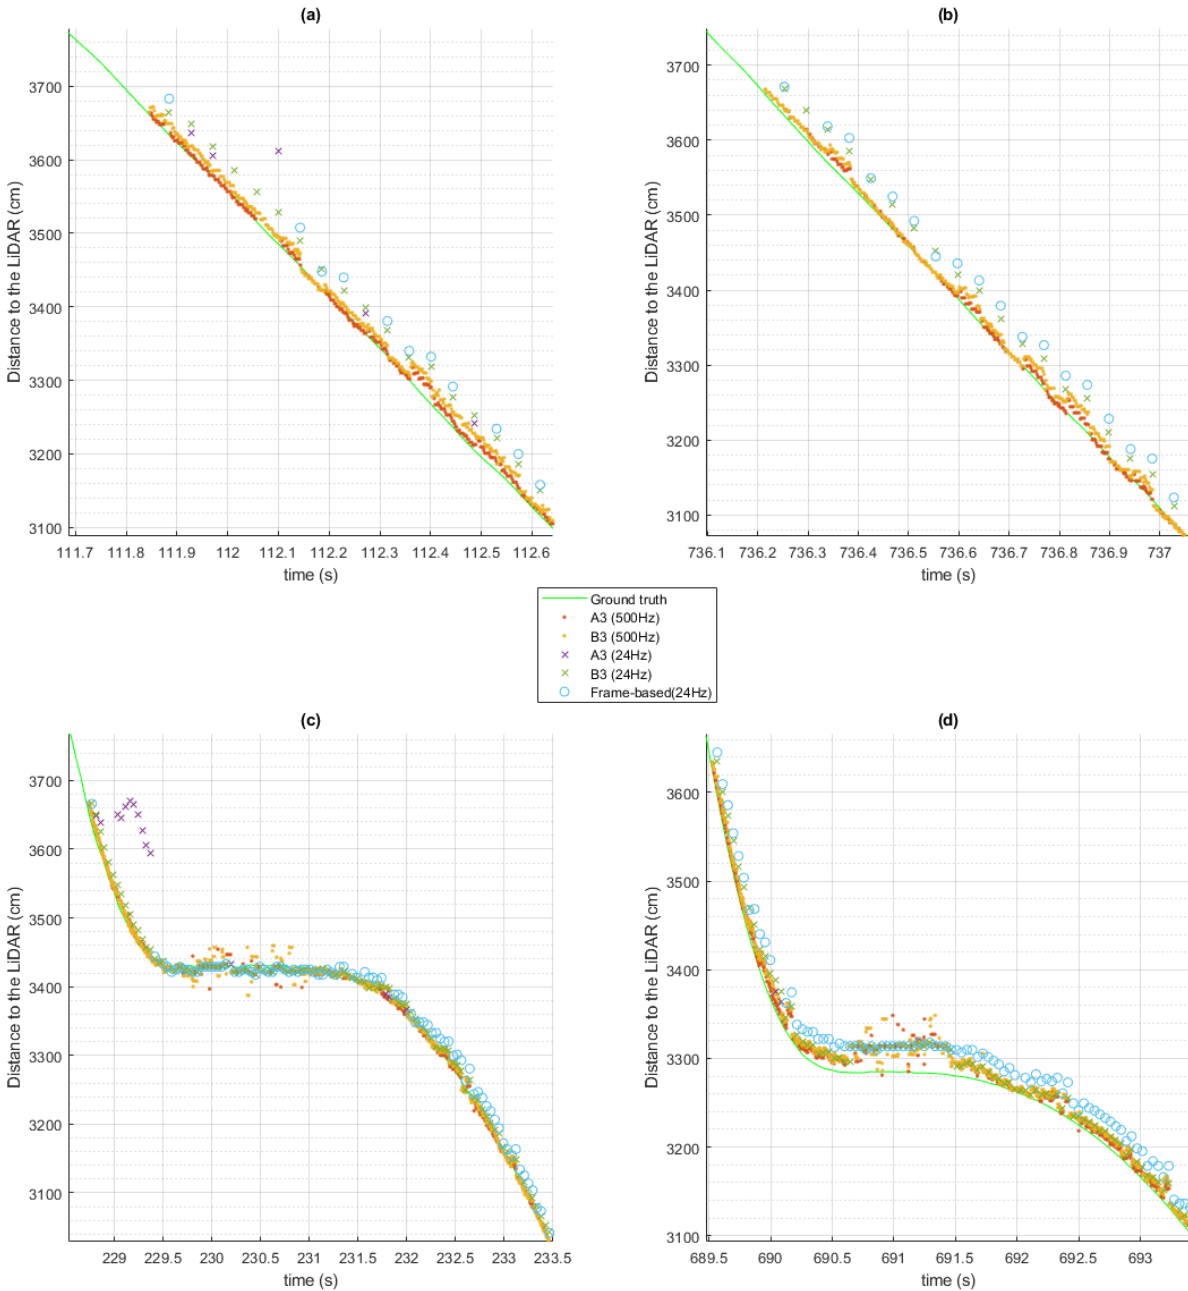 (a)
Distance to the LiDAR (cm)
3700
3600
3500
3400
3300
3200
3100
111.7 111.8 111.9 112 112.1 112.2 112.3 112.4 112.5 112.6
time (s)
(b)
Distance to the LiDAR (cm)
3700
3600
3500
3400
3300
3200
3100
736.1 736.2 736.3 736.4 736.5 736.6 736.7 736.8 736.9 737
time (s)
Ground truth
A3 (500Hz)
B3 (500Hz)
A3 (24Hz)
B3 (24Hz)
Frame-based(24Hz)
(c)
Distance to the LiDAR (cm)
3700
3600
3500
3400
3300
3200
3100
229 229.5 230 230.5 231 231.5 232 232.5 233 233.5
time (s)
(d)
Distance to the LiDAR (cm)
3600
3500
3400
3300
3200
3100
689.5 690 690.5 691 691.5 692 692.5 693
time (s)